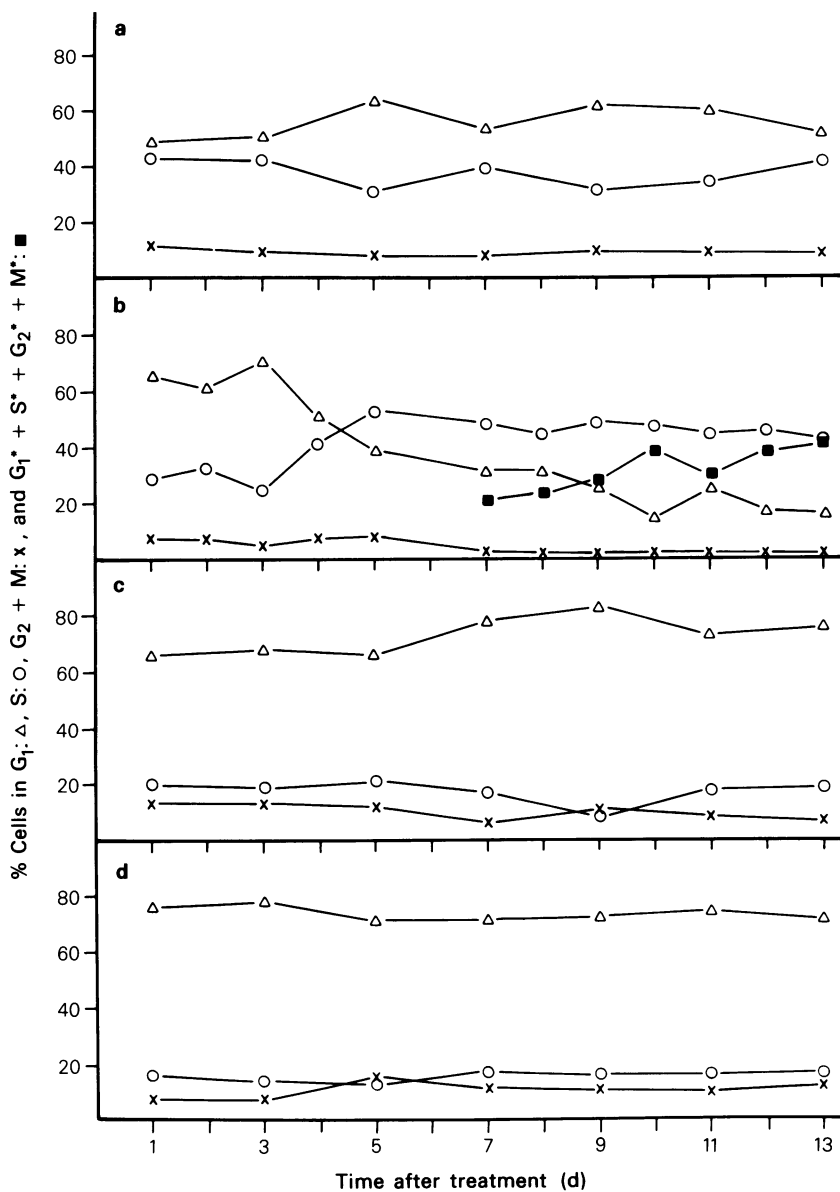 % Cells in G1: △, S: ○, G2 + M: x, and G1* + S* + G2* + M*: ■
a
80
60
40
20
b
80
60
40
20
c
80
60
40
20
d
80
60
40
20
1 3 5 7 9 11 13
Time after treatment (d)